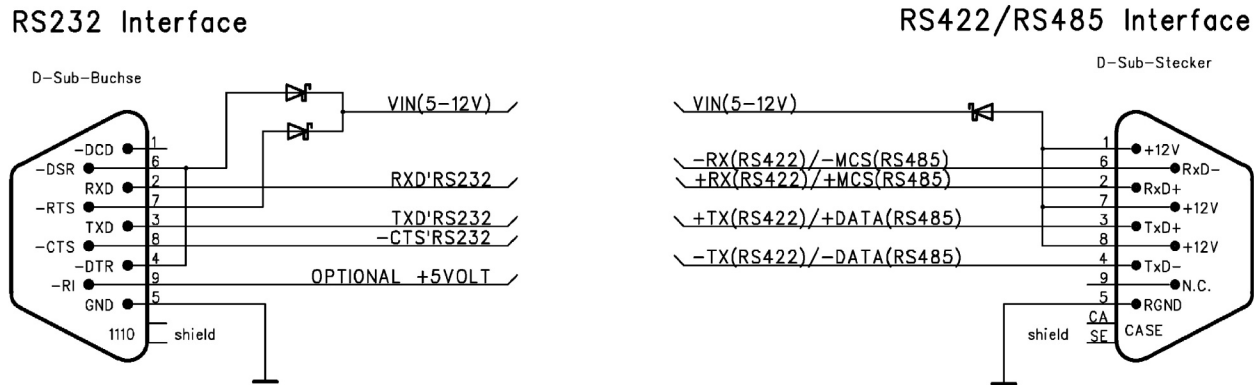 RS232 Interface
D-Sub-Buchse
VIN(5-12V)
-DCD 1
-DSR 6
RXD 2 RXD'RS232
-RTS 7
TXD 3 TXD'RS232
-CTS 8 -CTS'RS232
-DTR 4
-RI 9 OPTIONAL +5VOLT
GND 5
1110 shield
RS422/RS485 Interface
D-Sub-Stecker
VIN(5-12V)
1 +12V
-RX(RS422)/-MCS(RS485) 6 RxD-
+RX(RS422)/+MCS(RS485) 2 RxD+
7 +12V
+TX(RS422)/+DATA(RS485) 3 TxD+
8 +12V
-TX(RS422)/-DATA(RS485) 4 TxD-
9 N.C.
5 RGND
CA
shield SE CASE